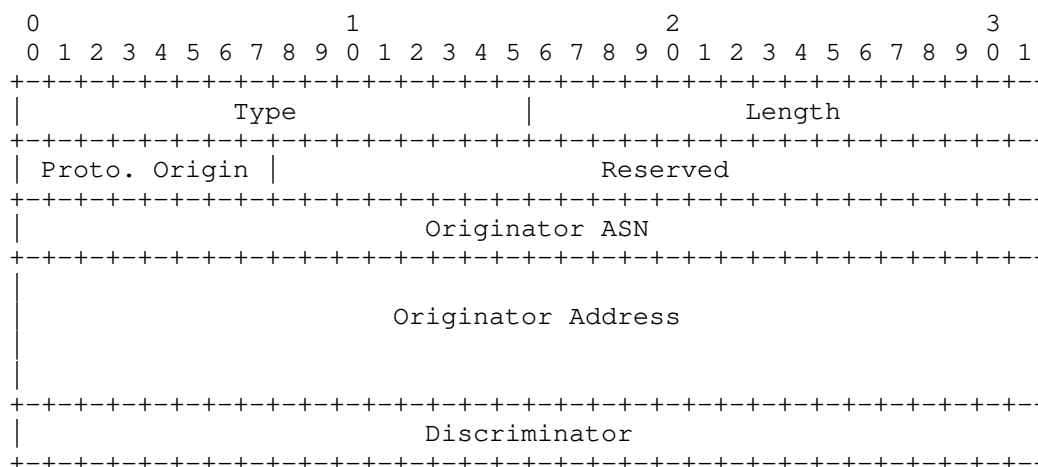 0                   1                   2                   3
0 1 2 3 4 5 6 7 8 9 0 1 2 3 4 5 6 7 8 9 0 1 2 3 4 5 6 7 8 9 0 1
+-+-+-+-+-+-+-+-+-+-+-+-+-+-+-+-+-+-+-+-+-+-+-+-+-+-+-+-+-+-+-+--
| Type | Length
+-+-+-+-+-+-+-+-+-+-+-+-+-+-+-+-+-+-+-+-+-+-+-+-+-+-+-+-+-+-+-+--
| Proto. Origin | Reserved
+-+-+-+-+-+-+-+-+-+-+-+-+-+-+-+-+-+-+-+-+-+-+-+-+-+-+-+-+-+-+-+--
| Originator ASN
+-+-+-+-+-+-+-+-+-+-+-+-+-+-+-+-+-+-+-+-+-+-+-+-+-+-+-+-+-+-+-+--
|
| Originator Address
|
|
+-+-+-+-+-+-+-+-+-+-+-+-+-+-+-+-+-+-+-+-+-+-+-+-+-+-+-+-+-+-+-+--
| Discriminator
+-+-+-+-+-+-+-+-+-+-+-+-+-+-+-+-+-+-+-+-+-+-+-+-+-+-+-+-+-+-+-+--